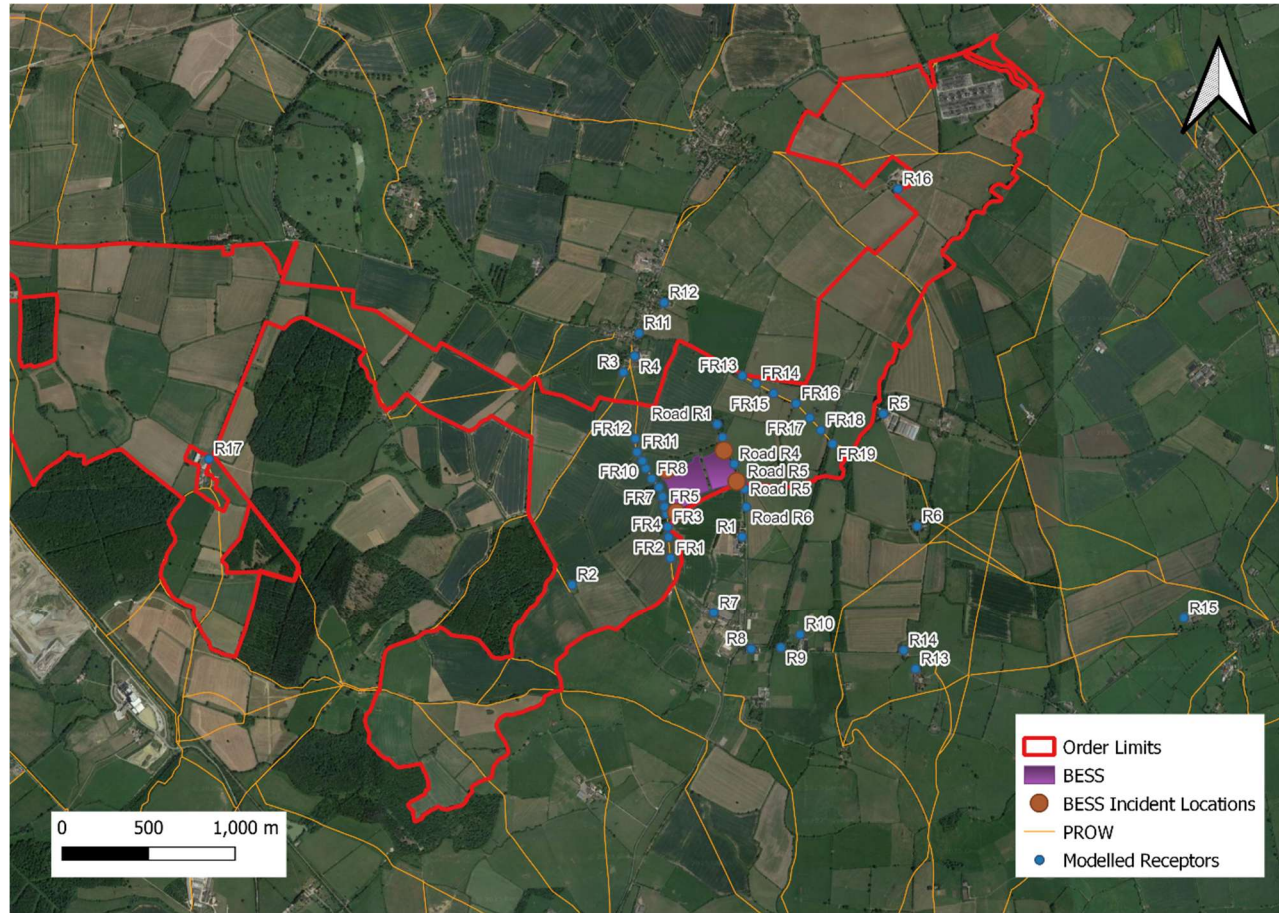 R16
R12
R11
R3
R4
FR13
FR14
FR15
FR16
Road R1
FR17
FR18
R5
FR12
FR11
FR19
R17
Road R4
FR10
FR8
Road R5
FR7
FR5
Road R5
FR3
Road R6
FR4
R6
R1
FR2
FR1
R2
R7
R10
R15
R8
R9
R14
R13
Order Limits
BESS
BESS Incident Locations
PROW
Modelled Receptors
0 500 1,000 m